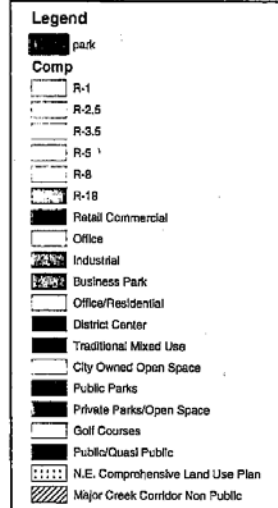 Legend
park
Comp
R-1
R-2.5
R-3.5
R-5
R-8
R-18
Retail Commercial
Office
Industrial
Business Park
Office/Residential
District Center
Traditional Mixed Use
City Owned Open Space
Public Parks
Private Parks/Open Space
Golf Courses
Public/Quasi Public
N.E. Comprehensive Land Use Plan
Major Creek Corridor Non Public